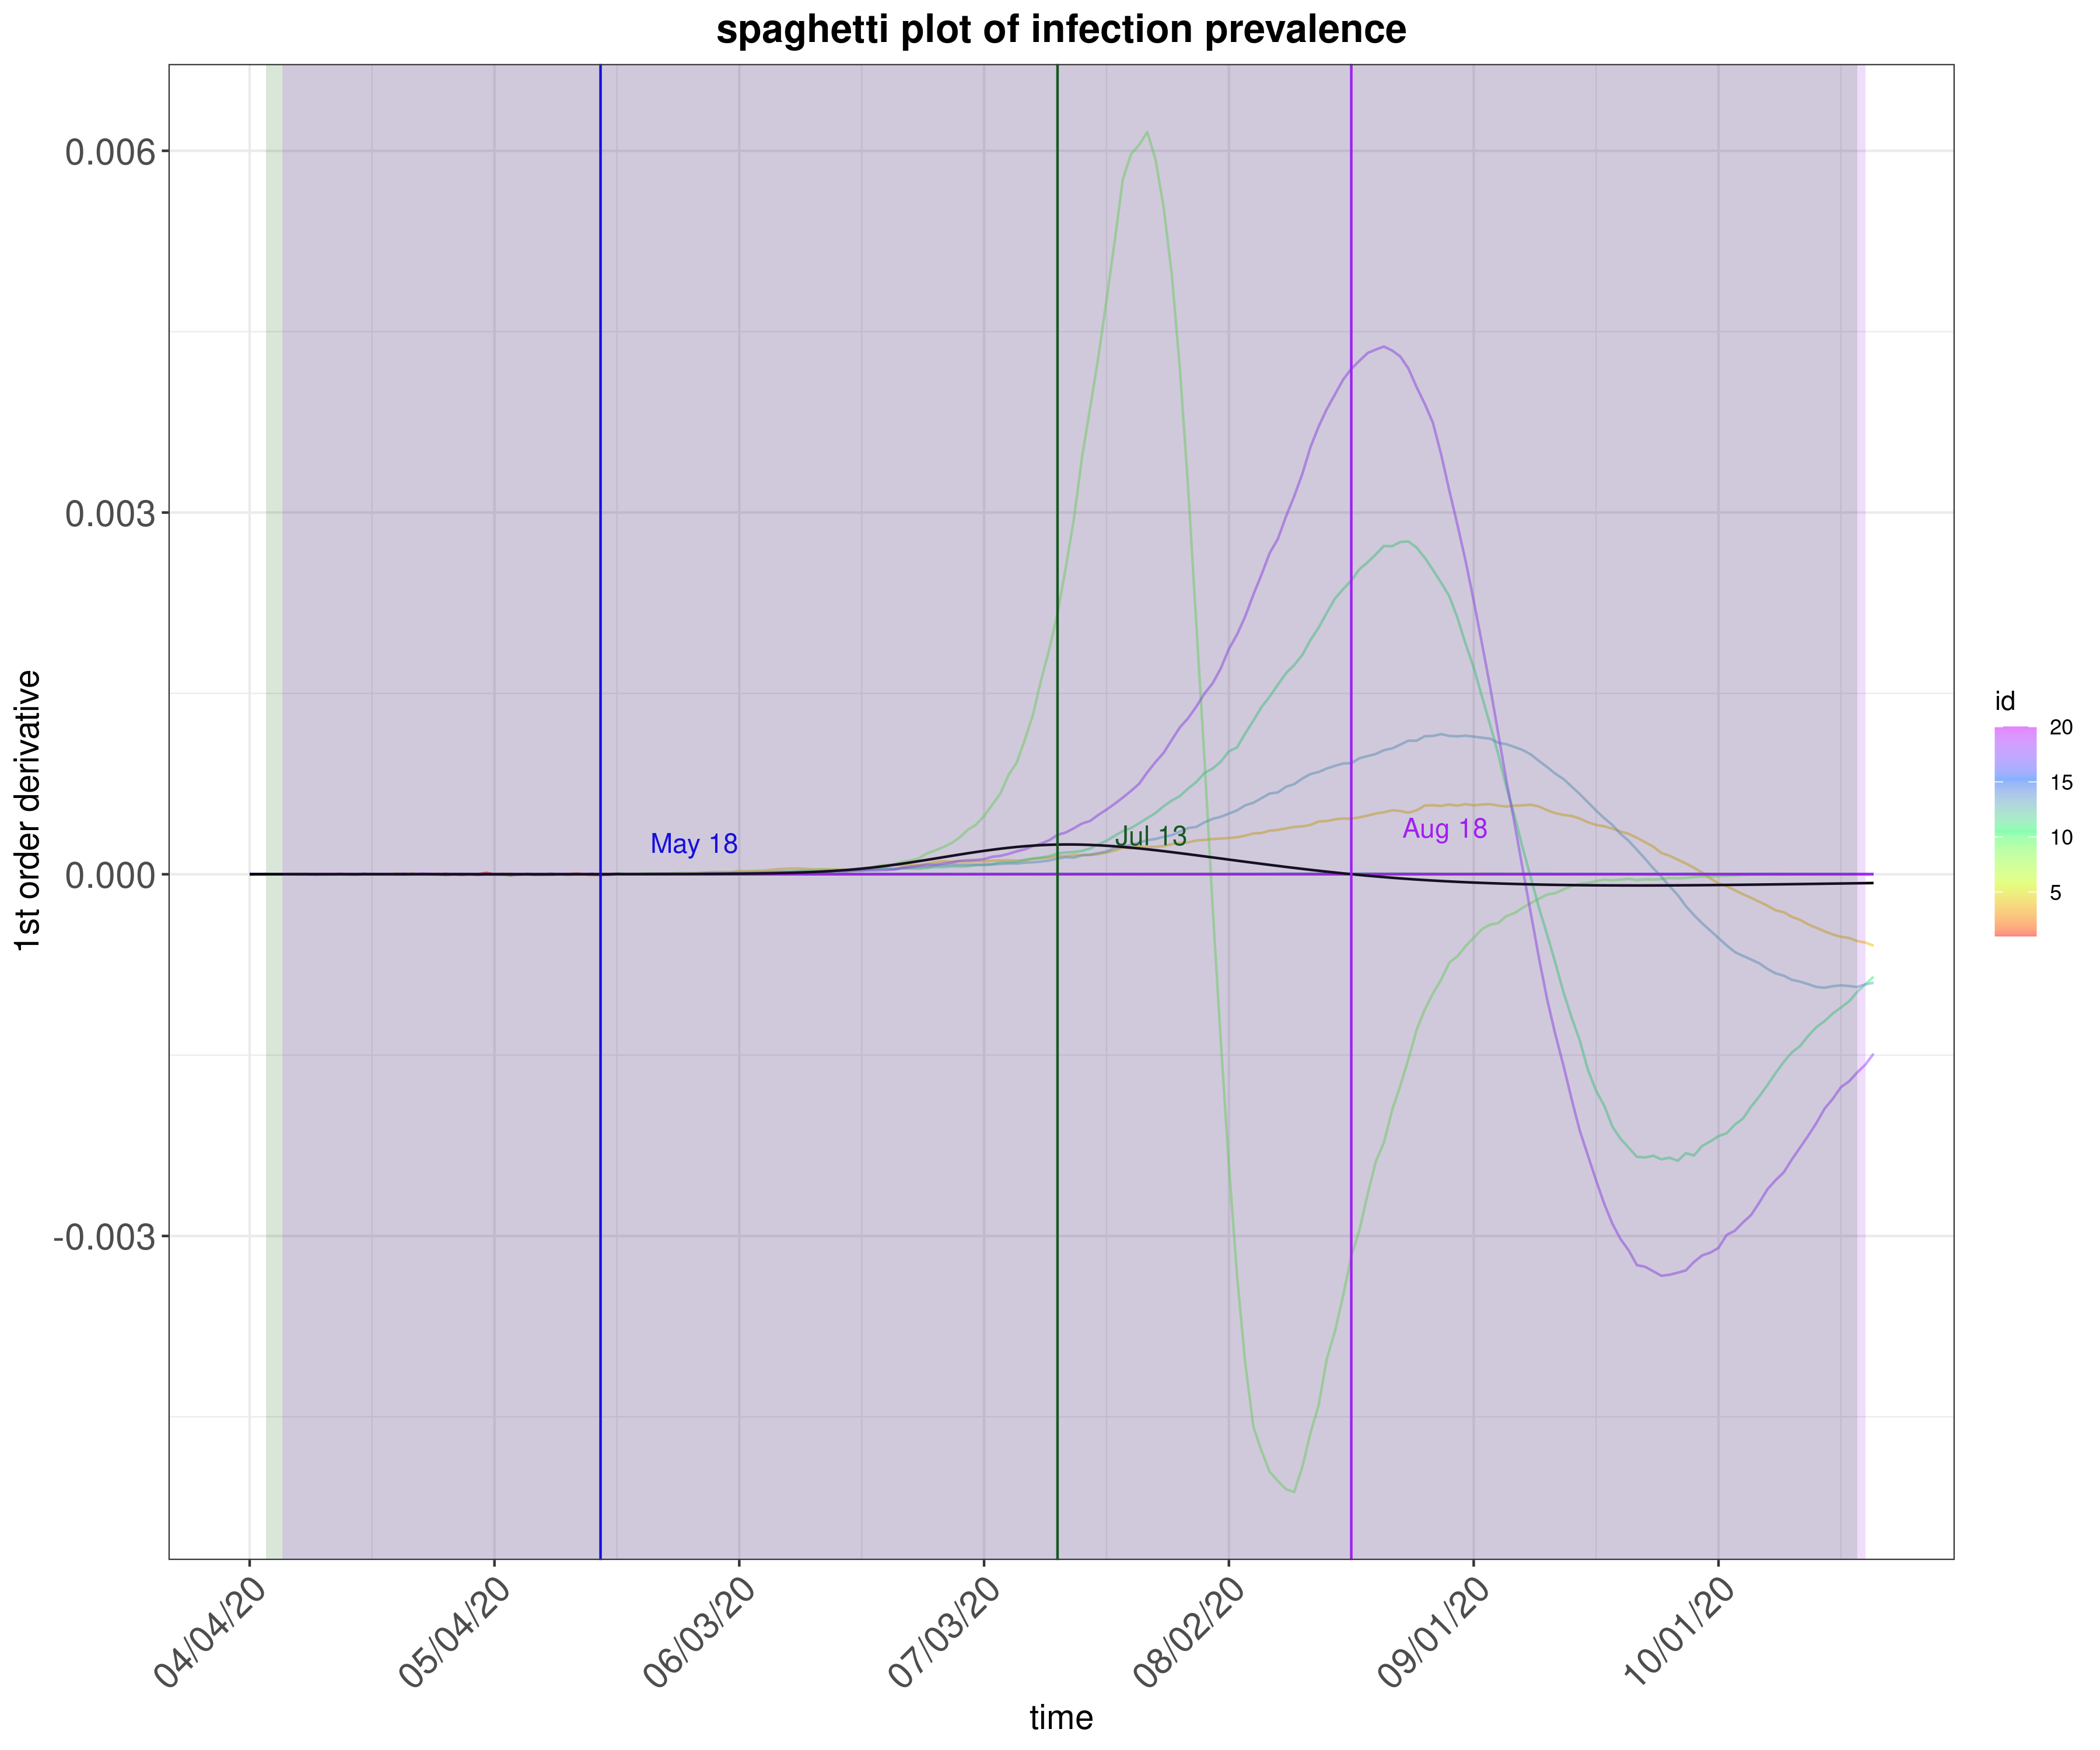 spaghetti plot of infection prevalence
1st order derivative
0.006
0.003
0.000
-0.003
May 18
Jul 13
Aug 18
04/04/20
05/04/20
06/03/20
07/03/20
08/02/20
09/01/20
10/01/20
time
id
20
15
10
5